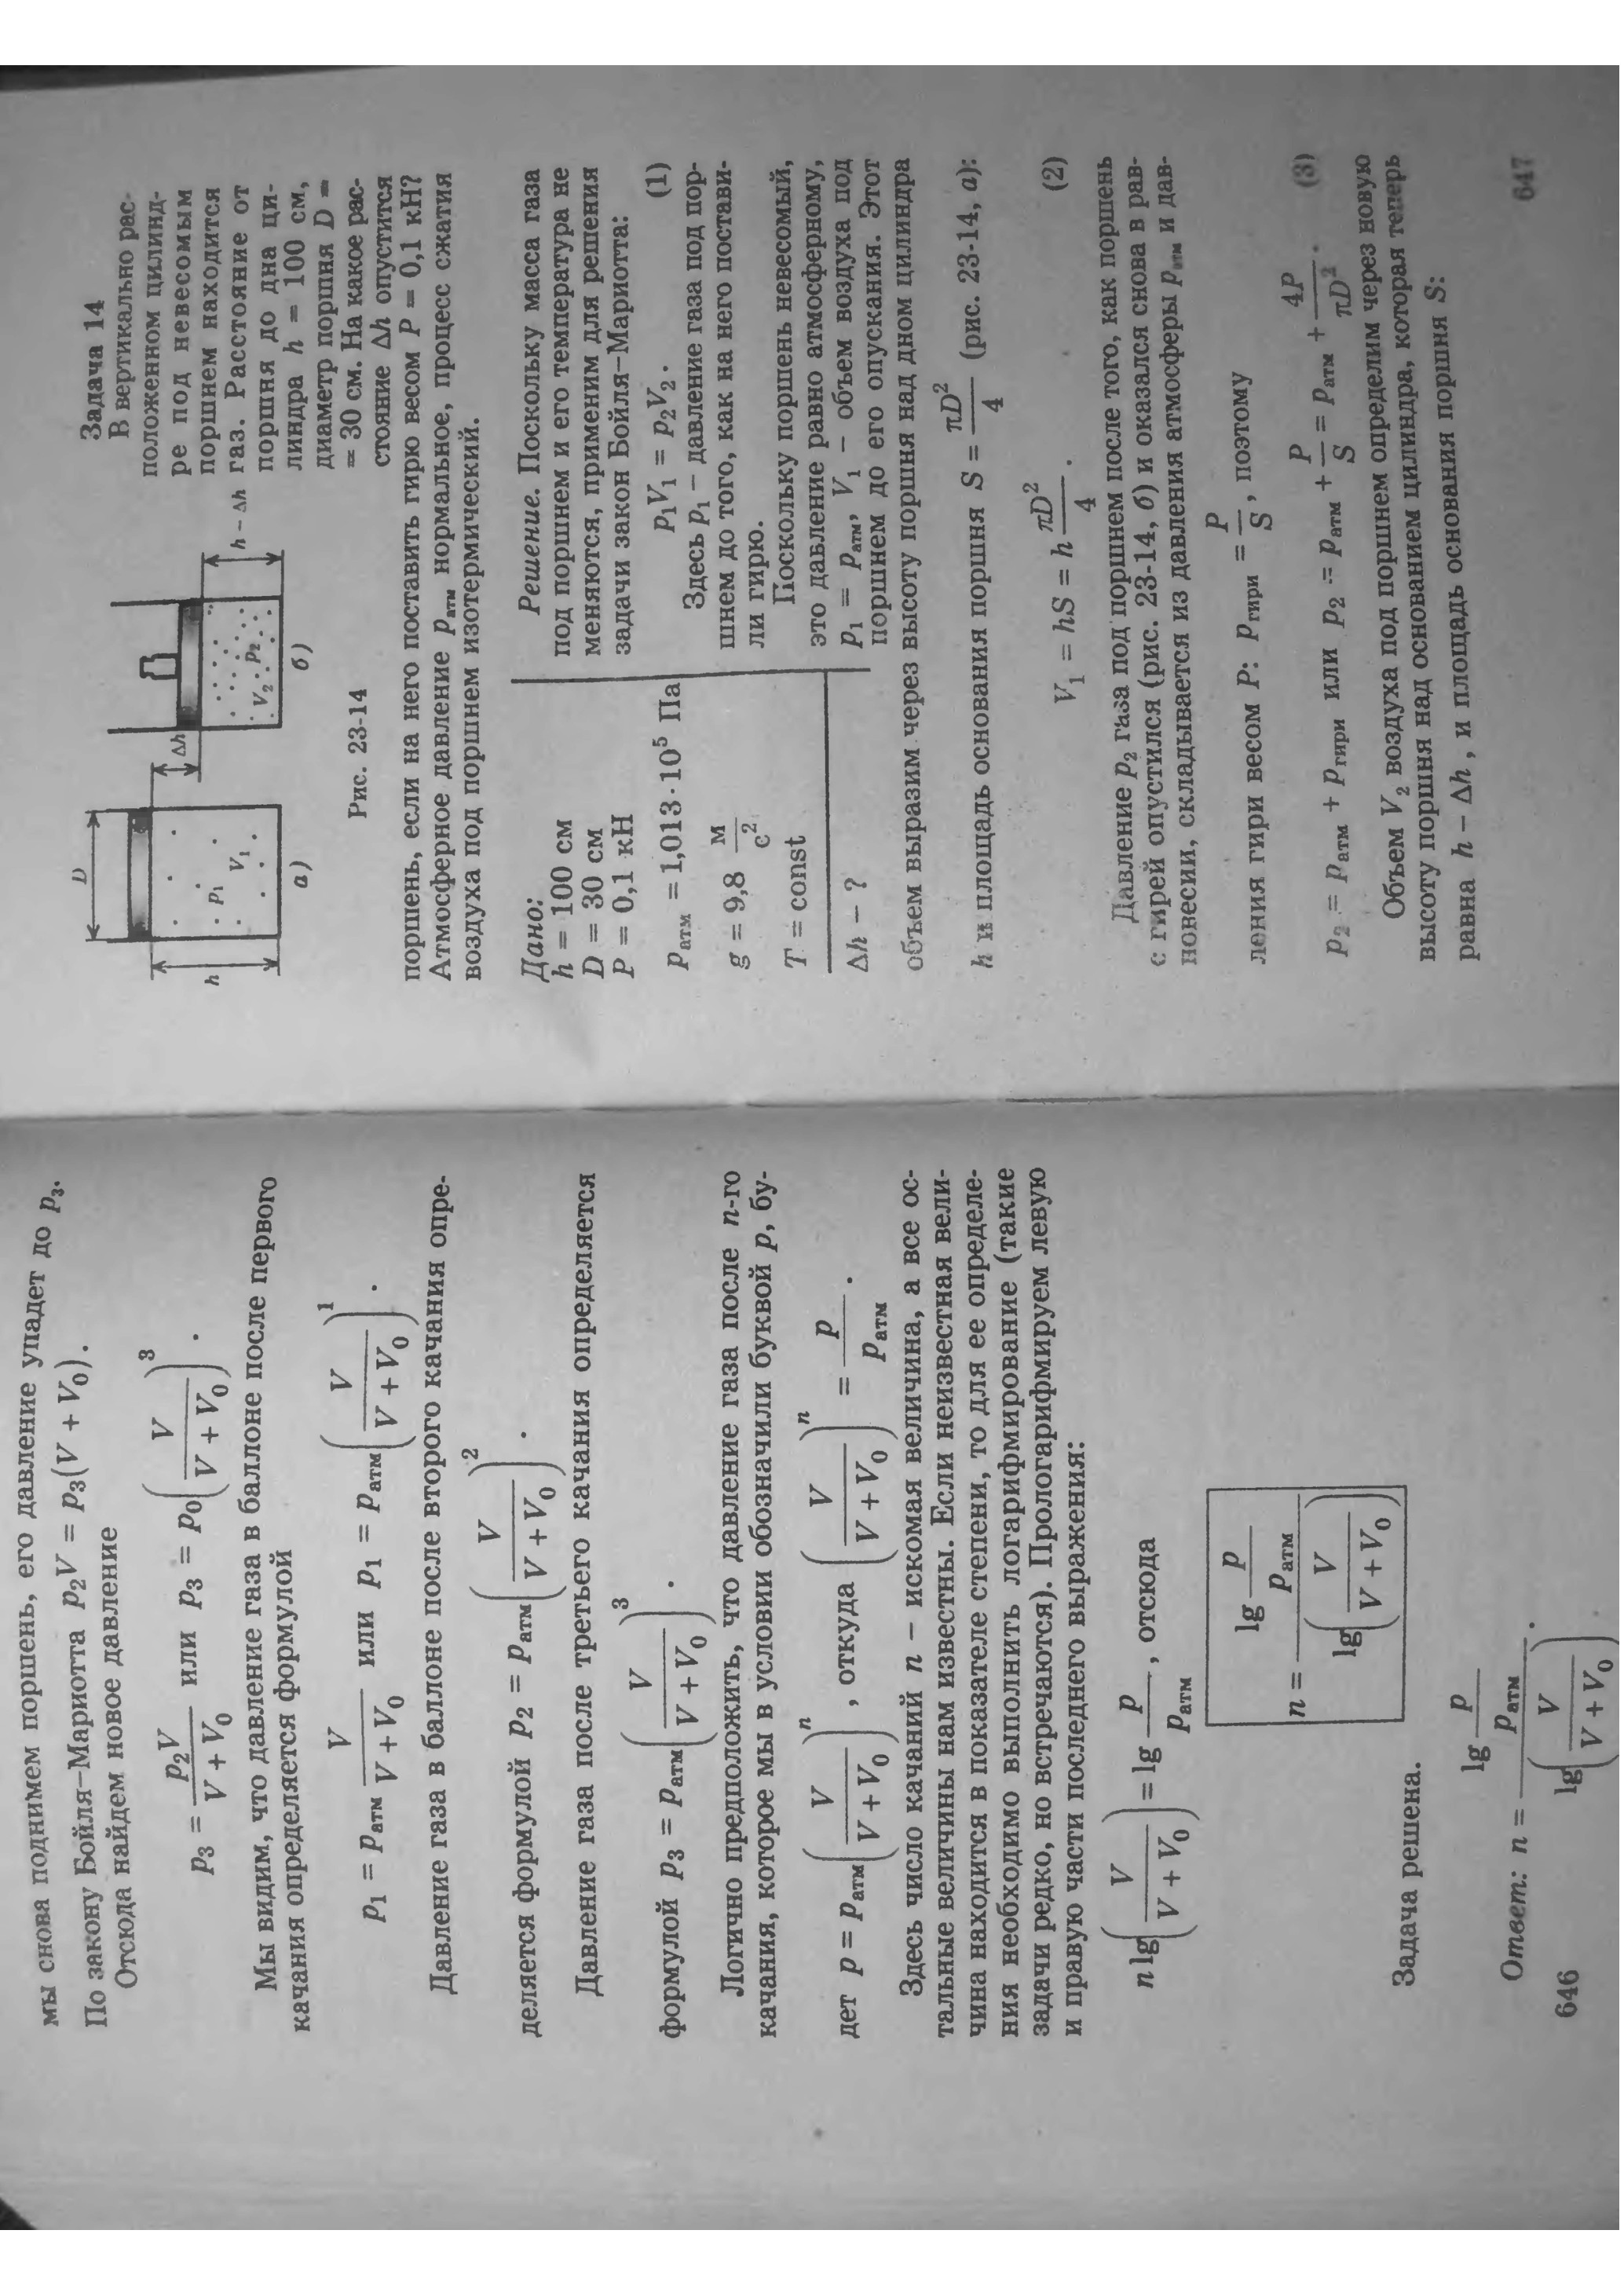 мы снова поднимем поршень, его давление упадет до p₃.
По закону Бойля–Мариотта p₂V = p₃(V + V₀).
Отсюда найдем новое давление
p₃ = p₂V / (V + V₀) или p₃ = p₀(V / (V + V₀))³.
Мы видим, что давление газа в баллоне после первого
качания определяется формулой
p₁ = pатм V / (V + V₀) или p₁ = pатм(V / (V + V₀))¹.
Давление газа в баллоне после второго качания опре-
деляется формулой p₂ = pатм(V / (V + V₀))².
Давление газа после третьего качания определяется
формулой p₃ = pатм(V / (V + V₀))³.
Логично предположить, что давление газа после n-го
качания, которое мы в условии обозначили буквой p, бу-
дет p = pатм(V / (V + V₀))ⁿ, откуда (V / (V + V₀))ⁿ = p / pатм.
Здесь число качаний n – искомая величина, а все ос-
тальные величины нам известны. Если неизвестная вели-
чина находится в показателе степени, то для ее определе-
ния необходимо выполнить логарифмирование (такие
задачи редко, но встречаются). Прологарифмируем левую
и правую части последнего выражения:
n lg(V / (V + V₀)) = lg p / pатм, отсюда
n = lg (p / pатм) / lg(V / (V + V₀))
Задача решена.
Ответ: n = lg (p / pатм) / lg(V / (V + V₀)).
646
D
h
p₁
V₁
а)
Δh
V₂
p₂
h – Δh
б)
Рис. 23-14
Задача 14
В вертикально рас-
положенном цилинд-
ре под невесомым
поршнем находится
газ. Расстояние от
поршня до дна ци-
линдра h = 100 см,
диаметр поршня D =
= 30 см. На какое рас-
стояние Δh опустится
поршень, если на него поставить гирю весом P = 0,1 кН?
Атмосферное давление pатм нормальное, процесс сжатия
воздуха под поршнем изотермический.
Дано:
h = 100 см
D = 30 см
P = 0,1 кН
pатм = 1,013·10⁵ Па
g = 9,8 м/с²
T = const
Δh – ?
Решение. Поскольку масса газа
под поршнем и его температура не
меняются, применим для решения
задачи закон Бойля–Мариотта:
p₁V₁ = p₂V₂. (1)
Здесь p₁ – давление газа под пор-
шнем до того, как на него постави-
ли гирю.
Поскольку поршень невесомый,
это давление равно атмосферному,
p₁ = pатм, V₁ – объем воздуха под
поршнем до его опускания. Этот
объем выразим через высоту поршня над дном цилиндра
h и площадь основания поршня S = πD²/4 (рис. 23-14, а):
V₁ = hS = h πD²/4. (2)
Давление p₂ газа под поршнем после того, как поршень
с гирей опустился (рис. 23-14, б) и оказался снова в рав-
новесии, складывается из давления атмосферы pатм и дав-
ления гири весом P: pгири = P/S, поэтому
p₂ = pатм + pгири или p₂ = pатм + P/S = pатм + 4P/πD². (3)
Объем V₂ воздуха под поршнем определим через новую
высоту поршня над основанием цилиндра, которая теперь
равна h – Δh, и площадь основания поршня S:
647